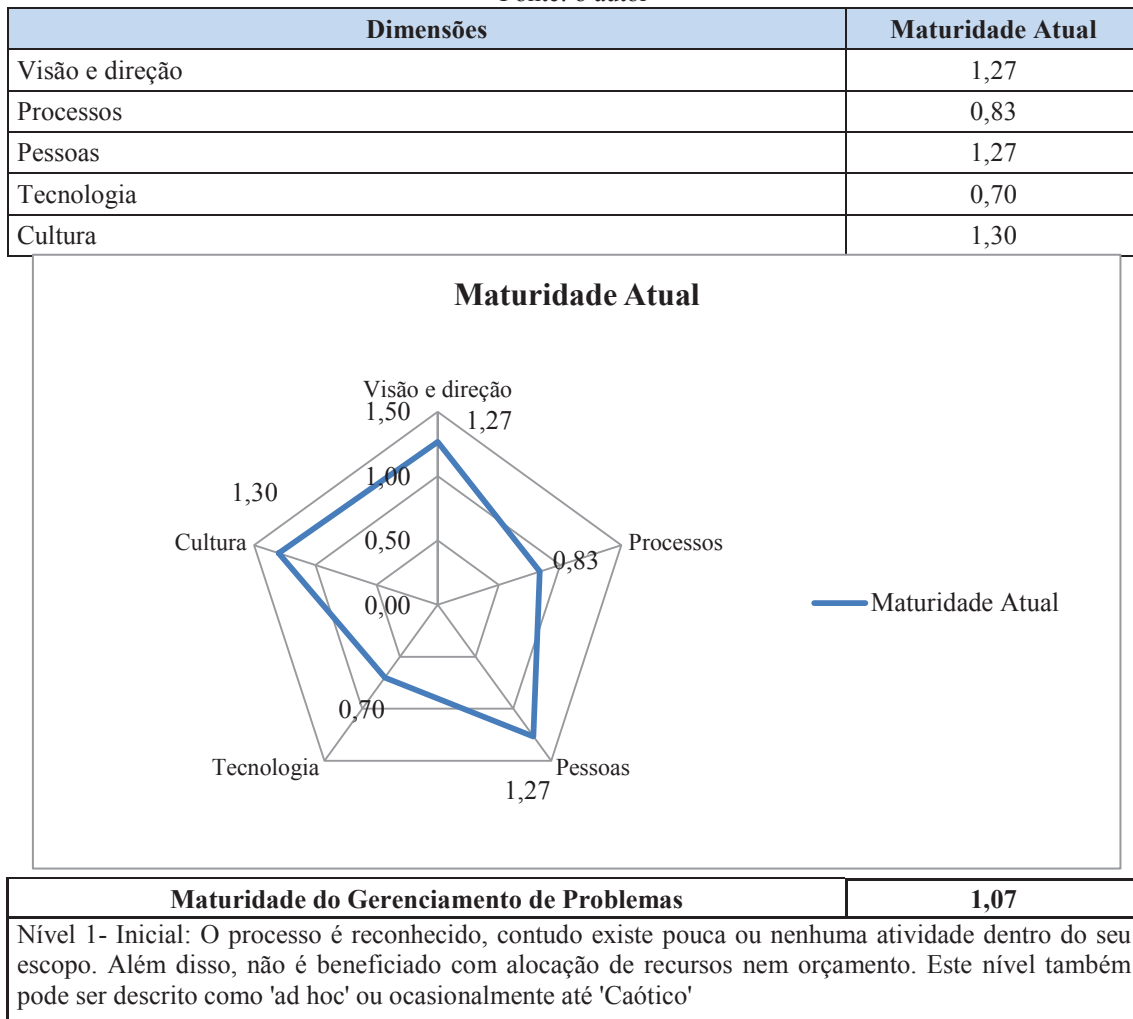 Fonte: o autor
Dimensões Maturidade Atual
Visão e direção 1,27
Processos 0,83
Pessoas 1,27
Tecnologia 0,70
Cultura 1,30
Maturidade Atual
Visão e direção
1,50 1,27
1,00
1,30
Cultura 0,50 0,83 Processos
0,00 Maturidade Atual
0,70
Tecnologia Pessoas
1,27
Maturidade do Gerenciamento de Problemas 1,07
Nível 1- Inicial: O processo é reconhecido, contudo existe pouca ou nenhuma atividade dentro do seu
escopo. Além disso, não é beneficiado com alocação de recursos nem orçamento. Este nível também
pode ser descrito como 'ad hoc' ou ocasionalmente até 'Caótico'